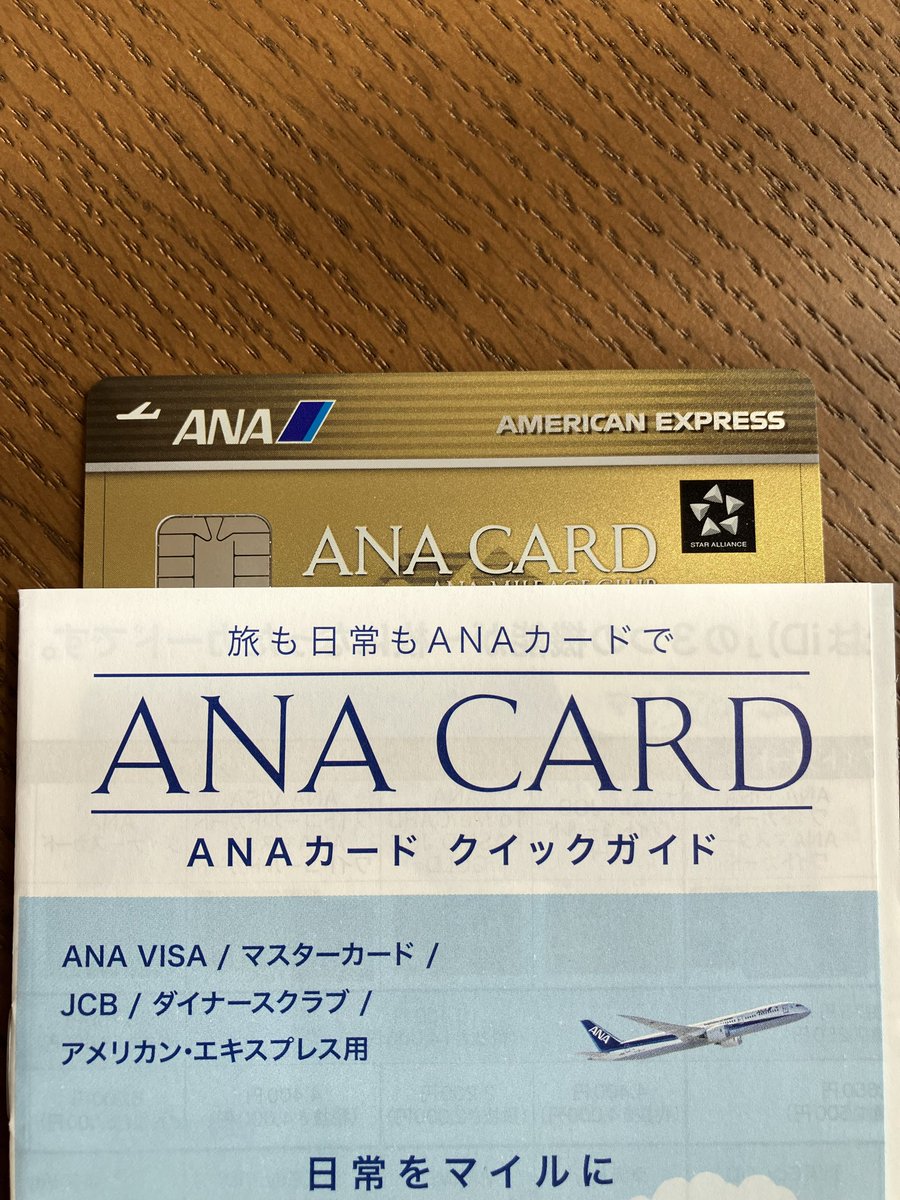 ANA AMERICAN EXPRESS
STAR ALLIANCE
ANA CARD
旅も日常もANAカードで
ANA CARD
ANAカード クイックガイド
ANA VISA / マスターカード /
JCB / ダイナースクラブ /
アメリカン・エキスプレス用
ANA
日常をマイルに